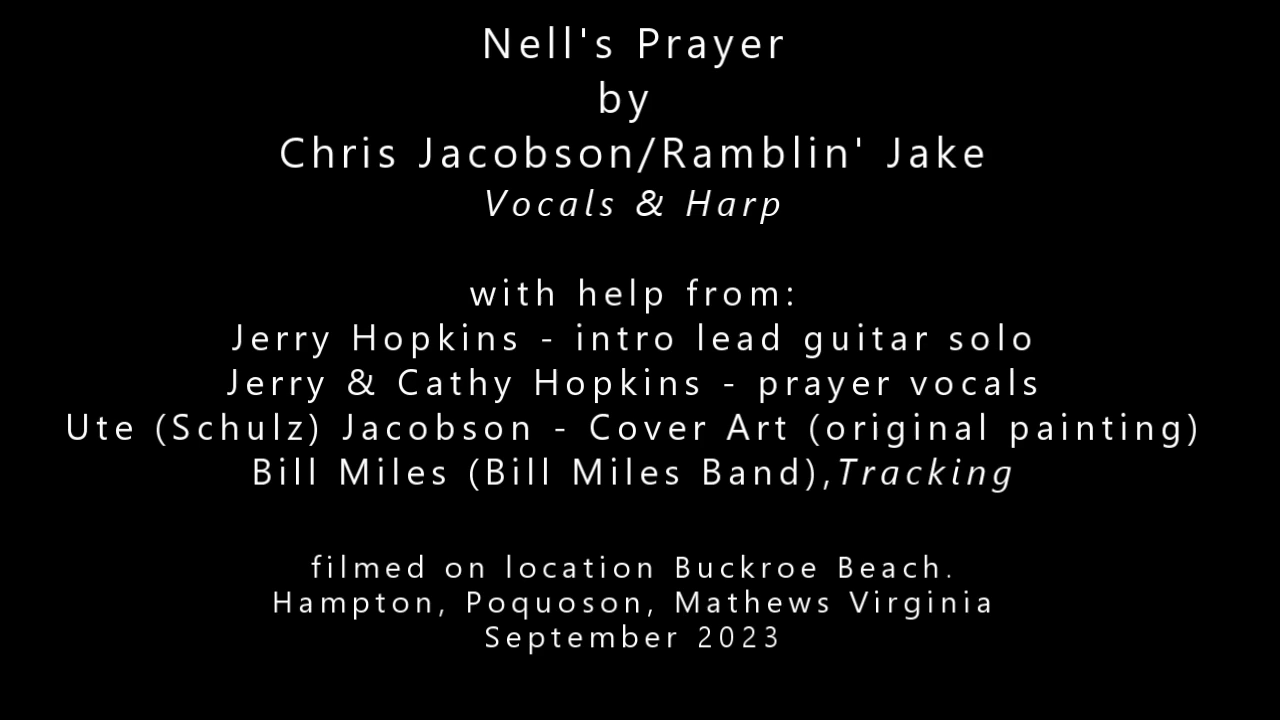 Nell's Prayer
by
Chris Jacobson/Ramblin' Jake
Vocals & Harp
with help from:
Jerry Hopkins - intro lead guitar solo
Jerry & Cathy Hopkins - prayer vocals
Ute (Schulz) Jacobson - Cover Art (original painting)
Bill Miles (Bill Miles Band),Tracking
filmed on location Buckroe Beach.
Hampton, Poquoson, Mathews Virginia
September 2023